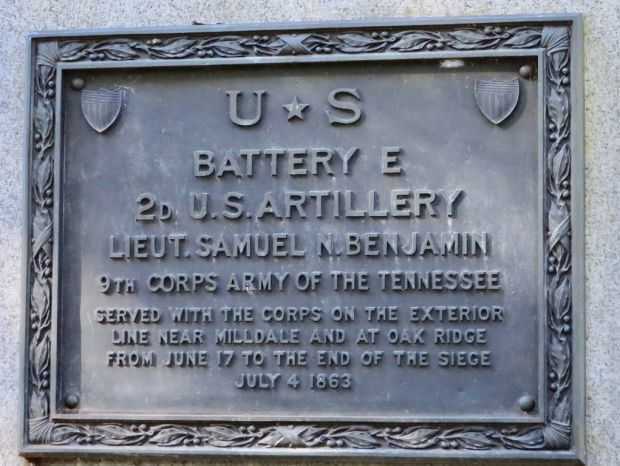 U ★ S
BATTERY E
2D U.S. ARTILLERY
LIEUT. SAMUEL N. BENJAMIN
9TH CORPS ARMY OF THE TENNESSEE
SERVED WITH THE CORPS ON THE EXTERIOR
LINE NEAR MILLDALE AND AT OAK RIDGE
FROM JUNE 17 TO THE END OF THE SIEGE
JULY 4 1863